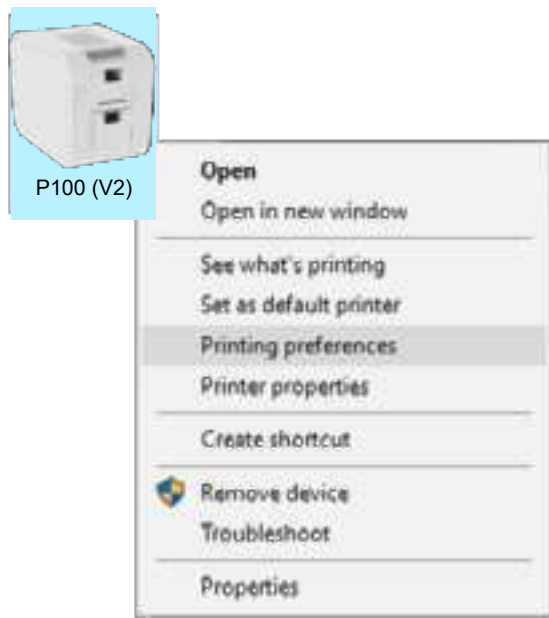 P100 (V2)
Open
Open in new window
See what's printing
Set as default printer
Printing preferences
Printer properties
Create shortcut
Remove device
Troubleshoot
Properties